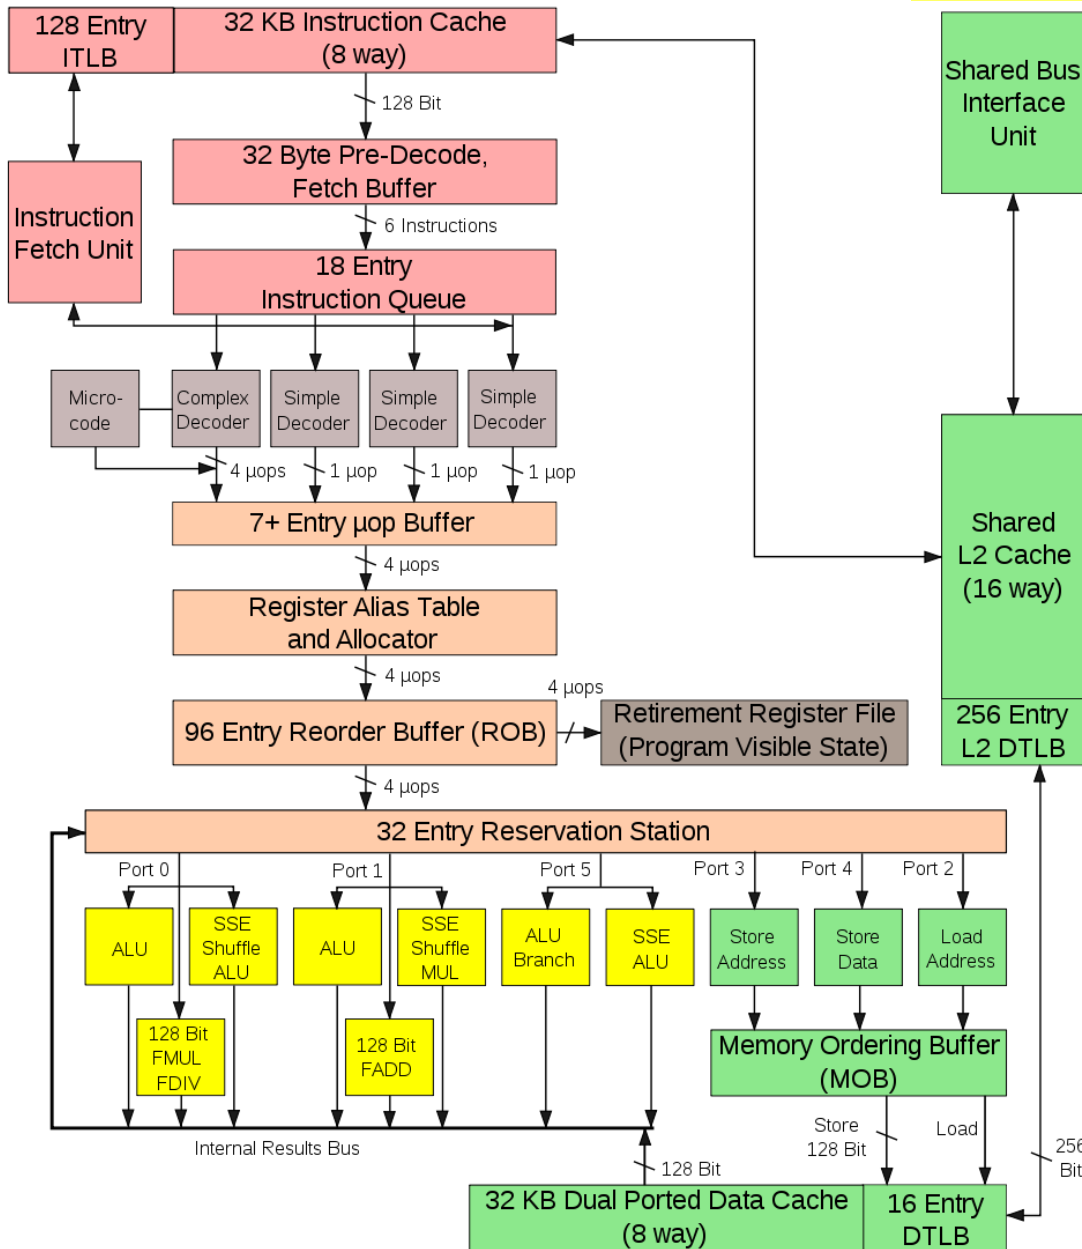 128 Entry
ITLB
32 KB Instruction Cache
(8 way)
Shared Bus
Interface
Unit
128 Bit
32 Byte Pre-Decode,
Fetch Buffer
Instruction
Fetch Unit
6 Instructions
18 Entry
Instruction Queue
Micro-
code
Complex
Decoder
Simple
Decoder
Simple
Decoder
Simple
Decoder
4 µops
1 µop
1 µop
1 µop
7+ Entry µop Buffer
Shared
L2 Cache
(16 way)
4 µops
Register Alias Table
and Allocator
4 µops
4 µops
96 Entry Reorder Buffer (ROB)
Retirement Register File
(Program Visible State)
256 Entry
L2 DTLB
4 µops
32 Entry Reservation Station
Port 0
Port 1
Port 5
Port 3
Port 4
Port 2
ALU
SSE
Shuffle
ALU
ALU
SSE
Shuffle
MUL
ALU
Branch
SSE
ALU
Store
Address
Store
Data
Load
Address
128 Bit
FMUL
FDIV
128 Bit
FADD
Memory Ordering Buffer
(MOB)
Internal Results Bus
Store
128 Bit
Load
256
Bit
128 Bit
32 KB Dual Ported Data Cache
(8 way)
16 Entry
DTLB